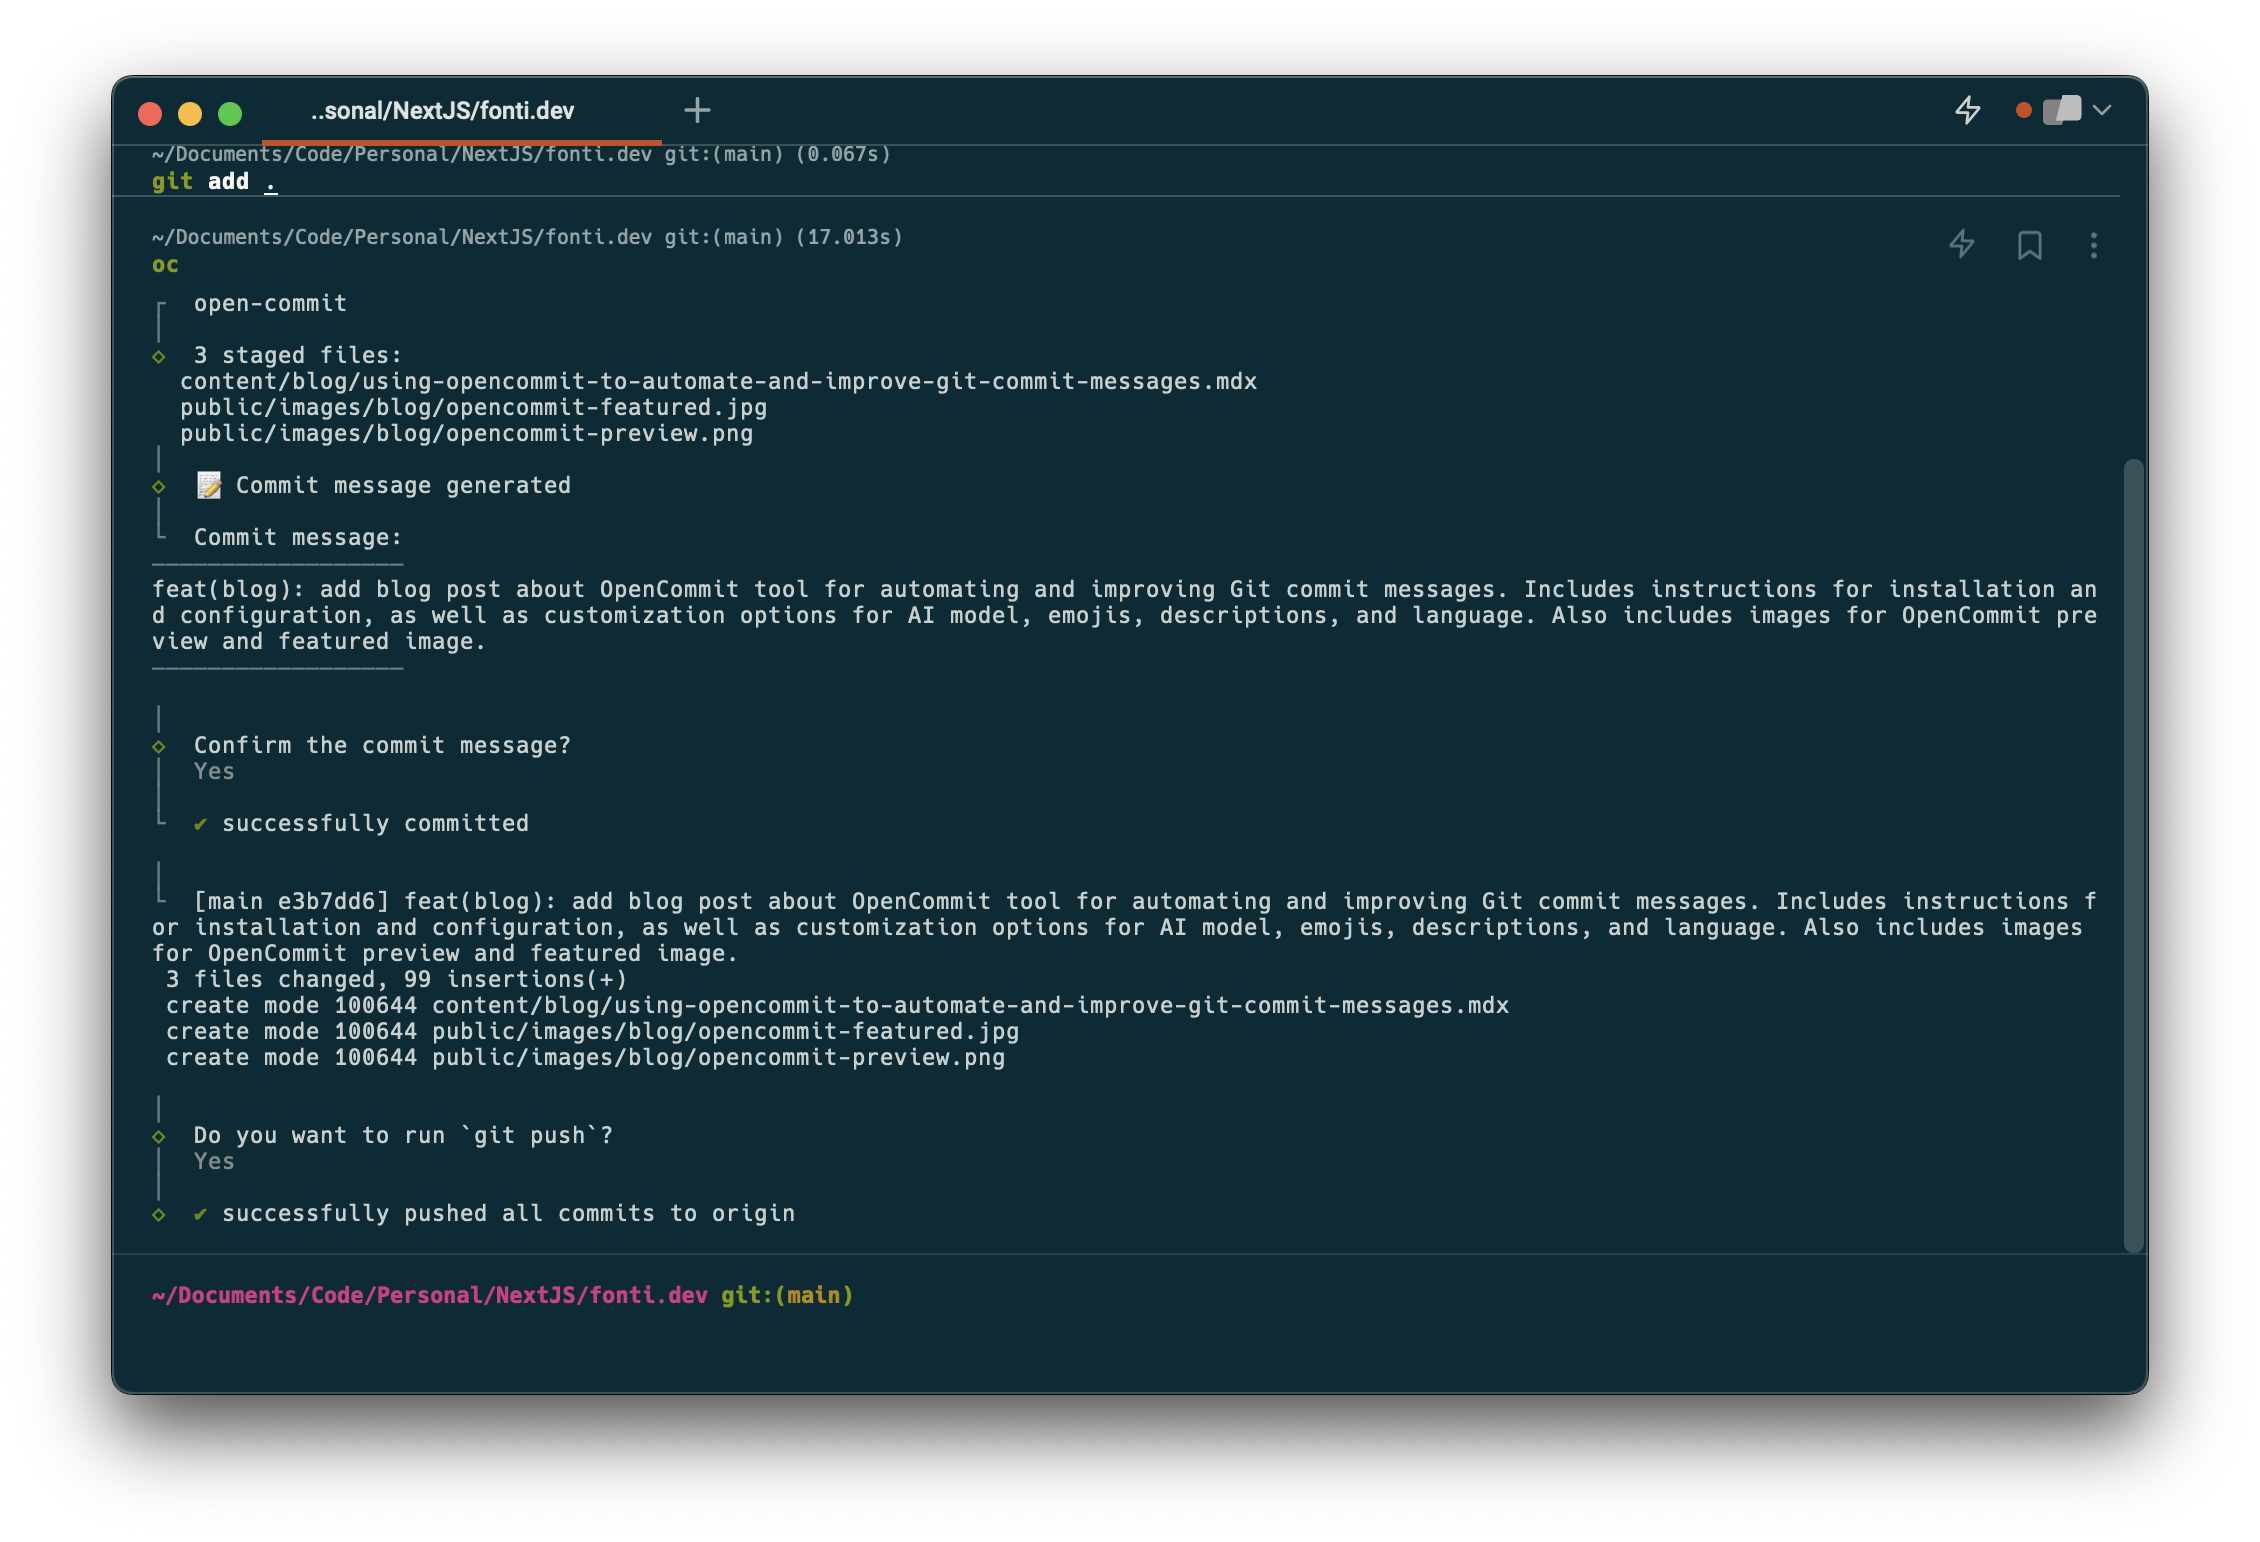 ..sonal/NextJS/fonti.dev
~/Documents/Code/Personal/NextJS/fonti.dev git:(main) (0.067s)
git add .
~/Documents/Code/Personal/NextJS/fonti.dev git:(main) (17.013s)
oc
open-commit
3 staged files:
content/blog/using-opencommit-to-automate-and-improve-git-commit-messages.mdx
public/images/blog/opencommit-featured.jpg
public/images/blog/opencommit-preview.png
📝 Commit message generated
Commit message:
——————————————————
feat(blog): add blog post about OpenCommit tool for automating and improving Git commit messages. Includes instructions for installation an
d configuration, as well as customization options for AI model, emojis, descriptions, and language. Also includes images for OpenCommit pre
view and featured image.
——————————————————
Confirm the commit message?
Yes
✔ successfully committed
[main e3b7dd6] feat(blog): add blog post about OpenCommit tool for automating and improving Git commit messages. Includes instructions f
or installation and configuration, as well as customization options for AI model, emojis, descriptions, and language. Also includes images
for OpenCommit preview and featured image.
3 files changed, 99 insertions(+)
create mode 100644 content/blog/using-opencommit-to-automate-and-improve-git-commit-messages.mdx
create mode 100644 public/images/blog/opencommit-featured.jpg
create mode 100644 public/images/blog/opencommit-preview.png
Do you want to run `git push`?
Yes
✔ successfully pushed all commits to origin
~/Documents/Code/Personal/NextJS/fonti.dev git:(main)